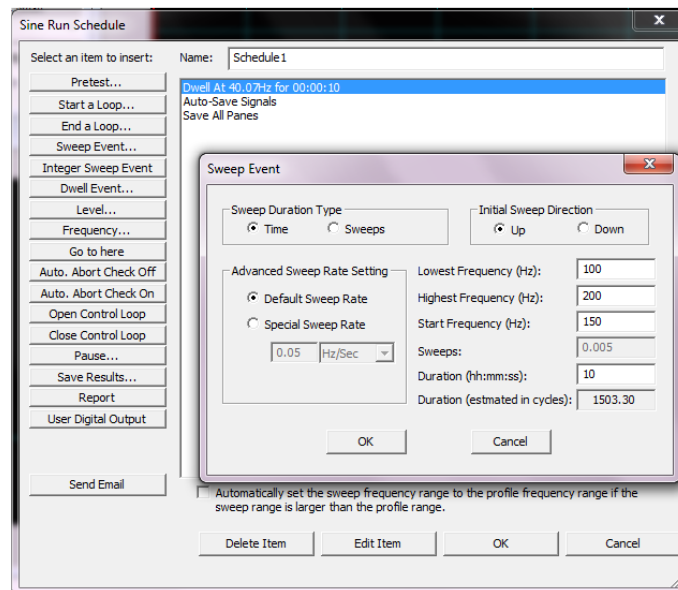 Sine Run Schedule
x
Select an item to insert:
Name: Schedule1
Pretest...
Start a Loop...
End a Loop...
Sweep Event...
Integer Sweep Event
Dwell Event...
Level...
Frequency...
Go to here
Auto. Abort Check Off
Auto. Abort Check On
Open Control Loop
Close Control Loop
Pause...
Save Results...
Report
User Digital Output
Send Email
Dwell At 40.07Hz for 00:00:10
Auto-Save Signals
Save All Panes
Sweep Event
x
Sweep Duration Type
Time Sweeps
Initial Sweep Direction
Up Down
Advanced Sweep Rate Setting
Default Sweep Rate
Special Sweep Rate
0.05 Hz/Sec
Lowest Frequency (Hz): 100
Highest Frequency (Hz): 200
Start Frequency (Hz): 150
Sweeps: 0.005
Duration (hh:mm:ss): 10
Duration (estmated in cycles): 1503.30
OK Cancel
Automatically set the sweep frequency range to the profile frequency range if the
sweep range is larger than the profile range.
Delete Item Edit Item OK Cancel